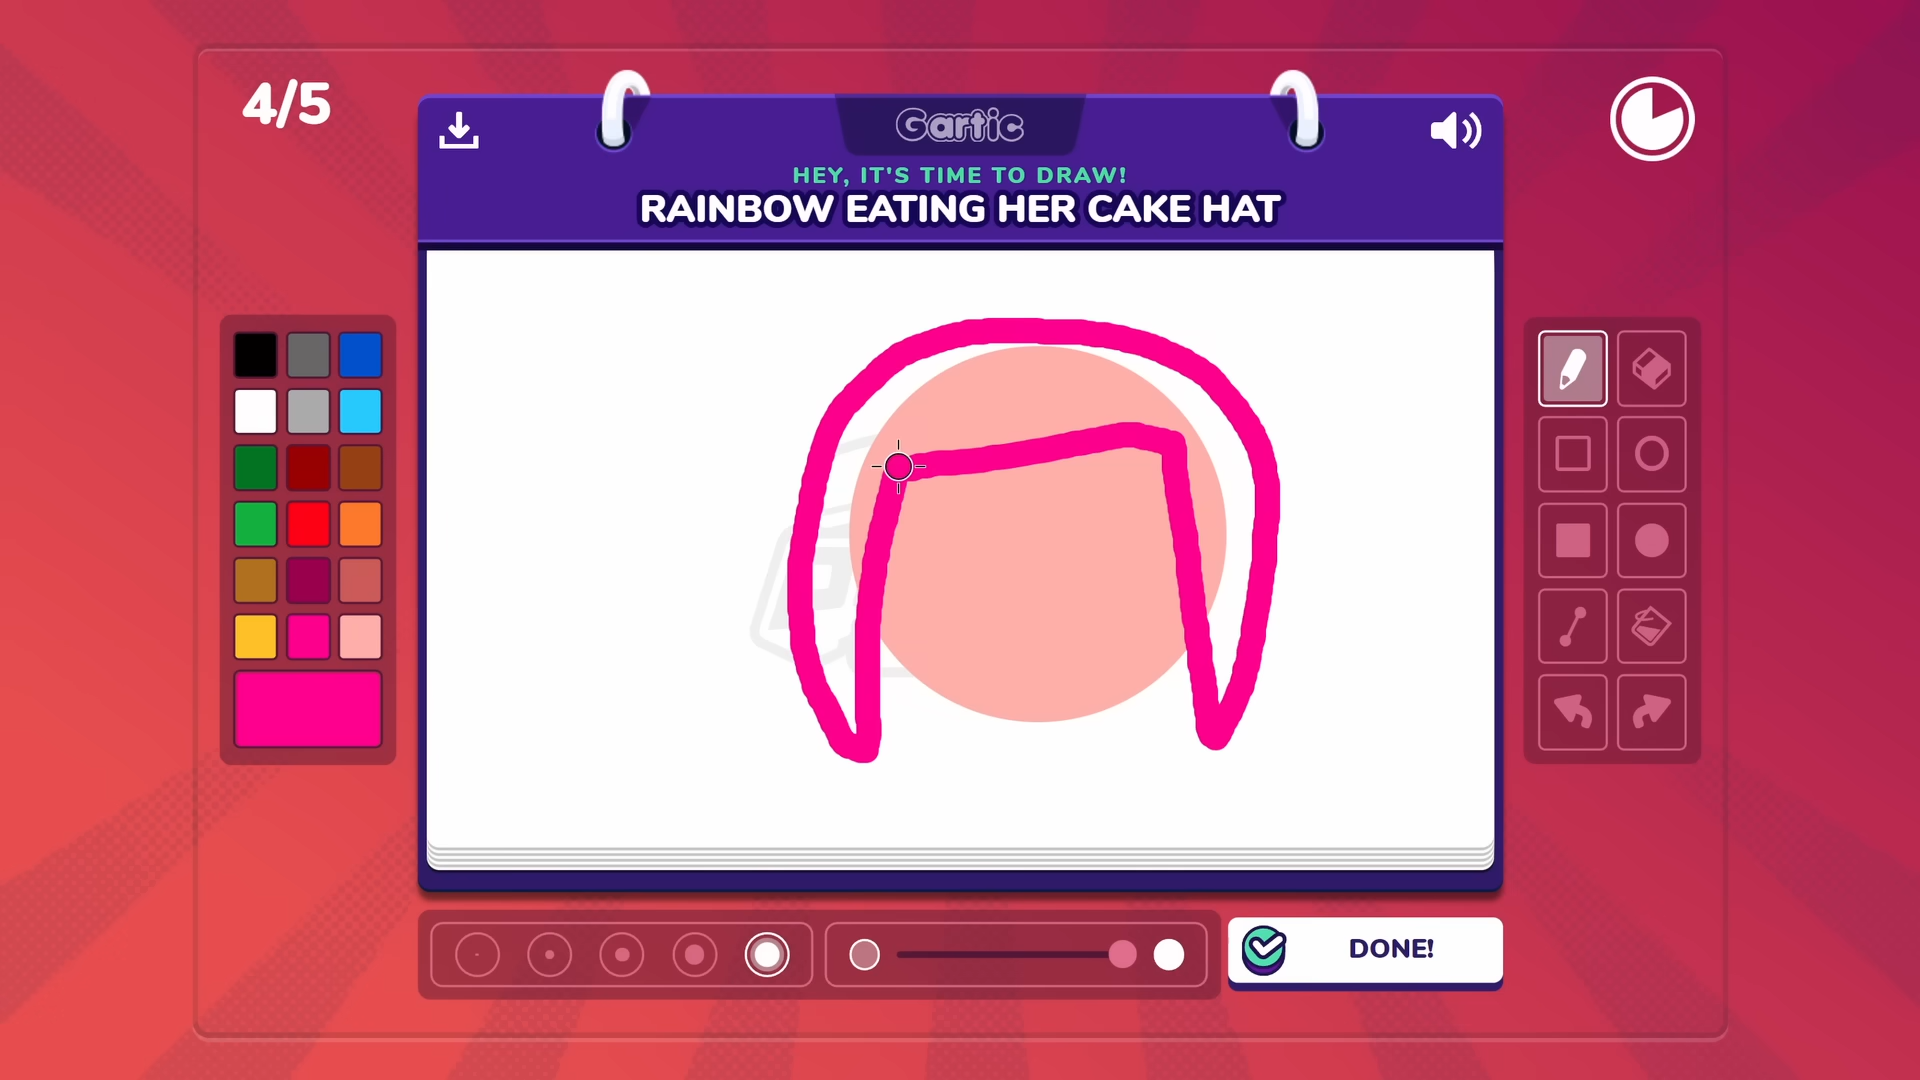 4/5
Gartic
HEY, IT'S TIME TO DRAW!
RAINBOW EATING HER CAKE HAT
DONE!